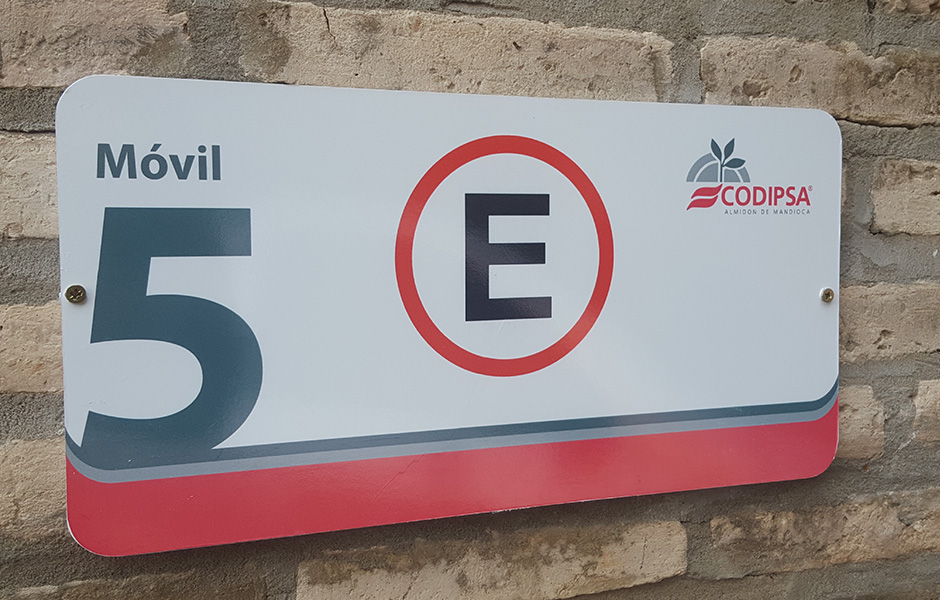 Móvil
5
E
CODIPSA®
ALMIDON DE MANDIOCA